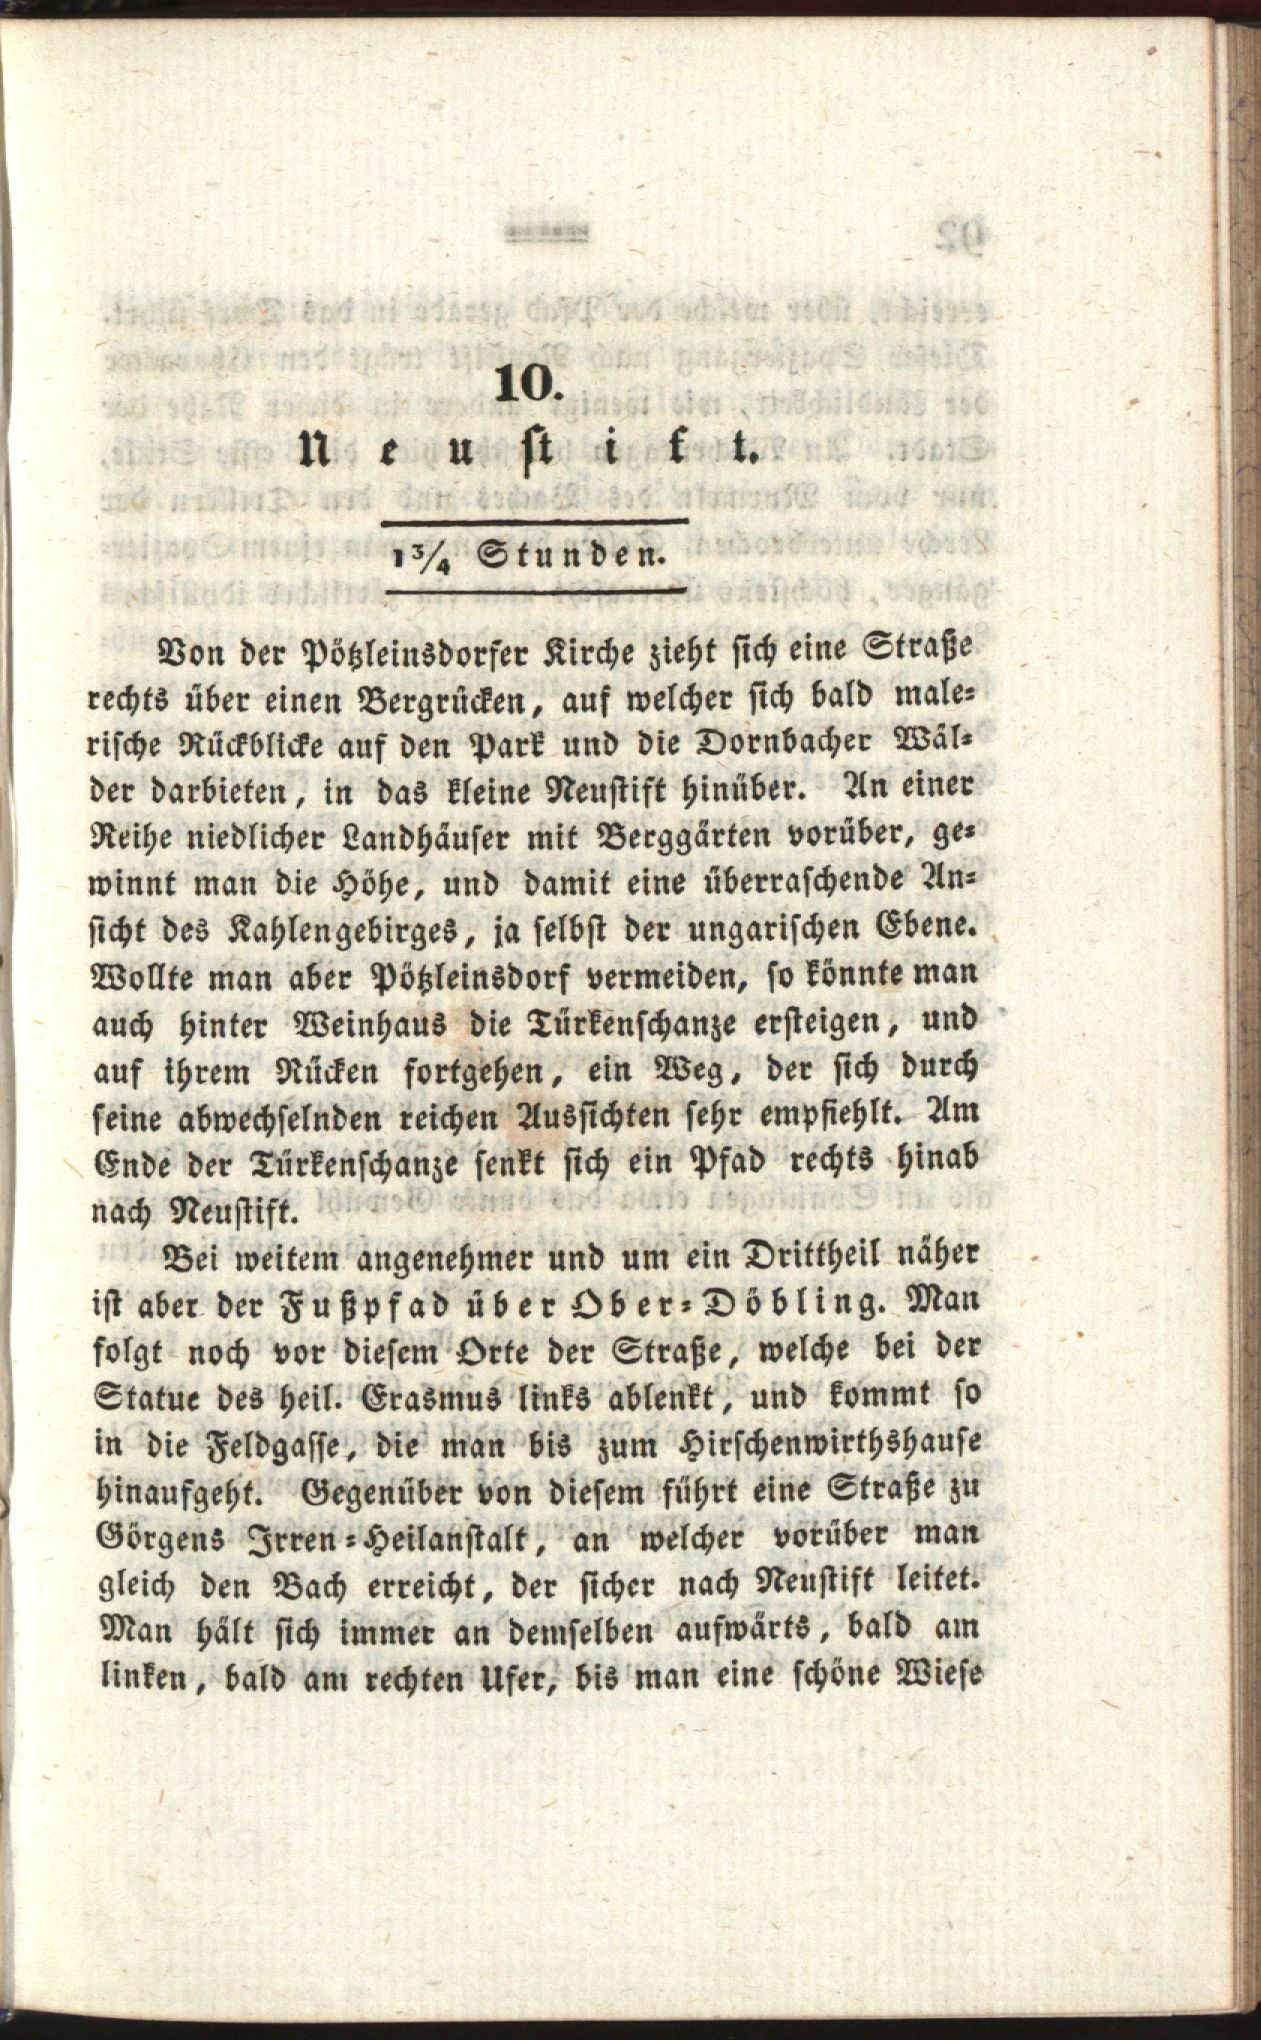 10.
Neustift.
1¾ Stunden.
Von der Pötzleinsdorfer Kirche zieht sich eine Straße
rechts über einen Bergrücken, auf welcher sich bald male=
rische Rückblicke auf den Park und die Dornbacher Wäl=
der darbieten, in das kleine Neustift hinüber. An einer
Reihe niedlicher Landhäuser mit Berggärten vorüber, ge=
winnt man die Höhe, und damit eine überraschende An=
sicht des Kahlengebirges, ja selbst der ungarischen Ebene.
Wollte man aber Pötzleinsdorf vermeiden, so könnte man
auch hinter Weinhaus die Türkenschanze ersteigen, und
auf ihrem Rücken fortgehen, ein Weg, der sich durch
seine abwechselnden reichen Aussichten sehr empfiehlt. Am
Ende der Türkenschanze senkt sich ein Pfad rechts hinab
nach Neustift.
Bei weitem angenehmer und um ein Drittheil näher
ist aber der Fußpfad über Ober=Döbling. Man
folgt noch vor diesem Orte der Straße, welche bei der
Statue des heil. Erasmus links ablenkt, und kommt so
in die Feldgasse, die man bis zum Hirschenwirthshause
hinaufgeht. Gegenüber von diesem führt eine Straße zu
Görgens Irren=Heilanstalt, an welcher vorüber man
gleich den Bach erreicht, der sicher nach Neustift leitet.
Man hält sich immer an demselben aufwärts, bald am
linken, bald am rechten Ufer, bis man eine schöne Wiese